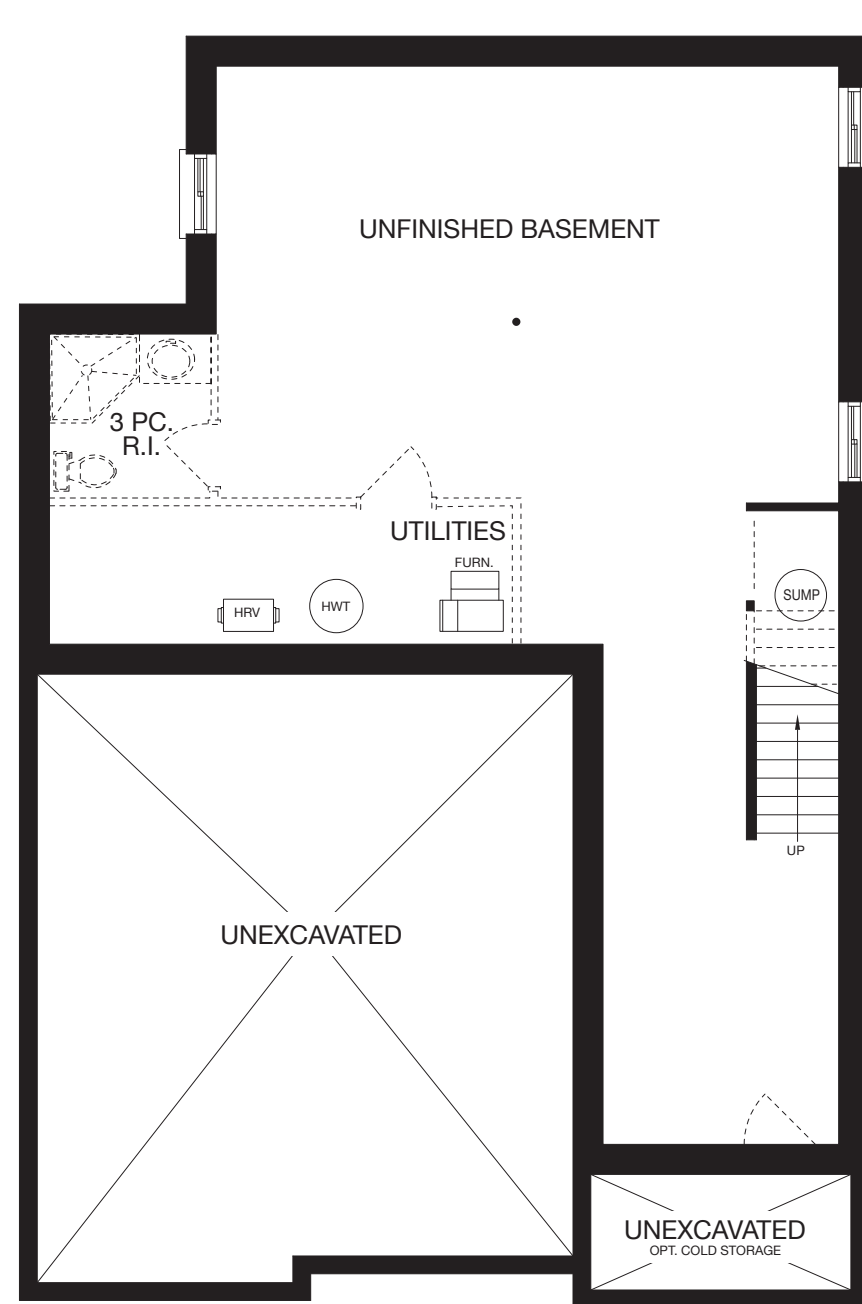 UNFINISHED BASEMENT
3 PC.
R.I.
UTILITIES
FURN.
HRV
HWT
SUMP
UP
UNEXCAVATED
UNEXCAVATED
OPT. COLD STORAGE